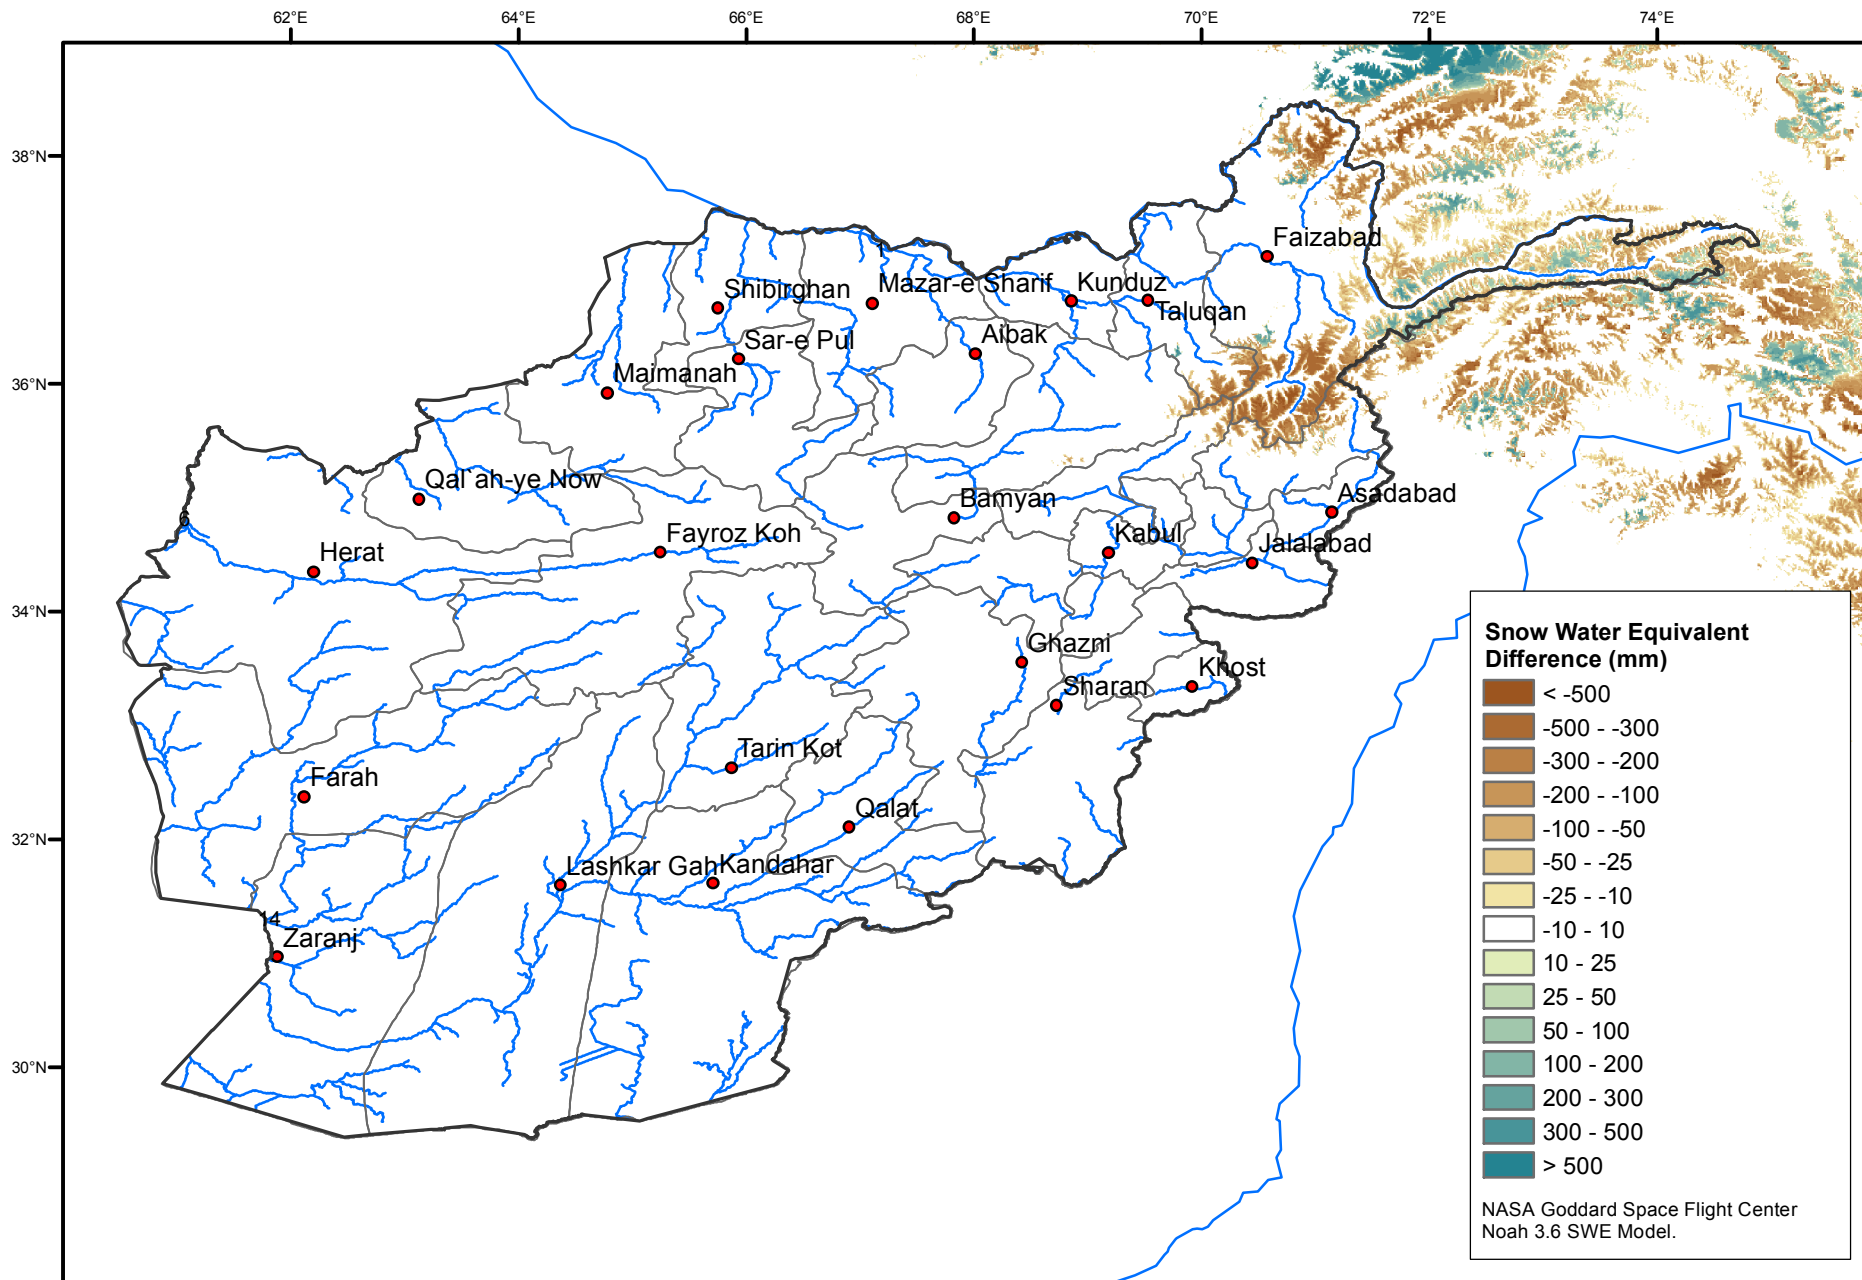 62°E 64°E 66°E 68°E 70°E 72°E 74°E
38°N
36°N
34°N
32°N
30°N
Faizabad
Shibirghan
Mazar-e Sharif
Kunduz
Taluqan
Sar-e Pul
Aibak
Maimanah
Qal ah-ye Now
Bamyan
Asadabad
6
Herat
Fayroz Koh
Kabul
Jalalabad
Ghazni
Khost
Sharan
Tarin Kot
Farah
Qalat
Lashkar Gah
Kandahar
14
Zaranj
Snow Water Equivalent
Difference (mm)
< -500
-500 - -300
-300 - -200
-200 - -100
-100 - -50
-50 - -25
-25 - -10
-10 - 10
10 - 25
25 - 50
50 - 100
100 - 200
200 - 300
300 - 500
> 500
NASA Goddard Space Flight Center
Noah 3.6 SWE Model.